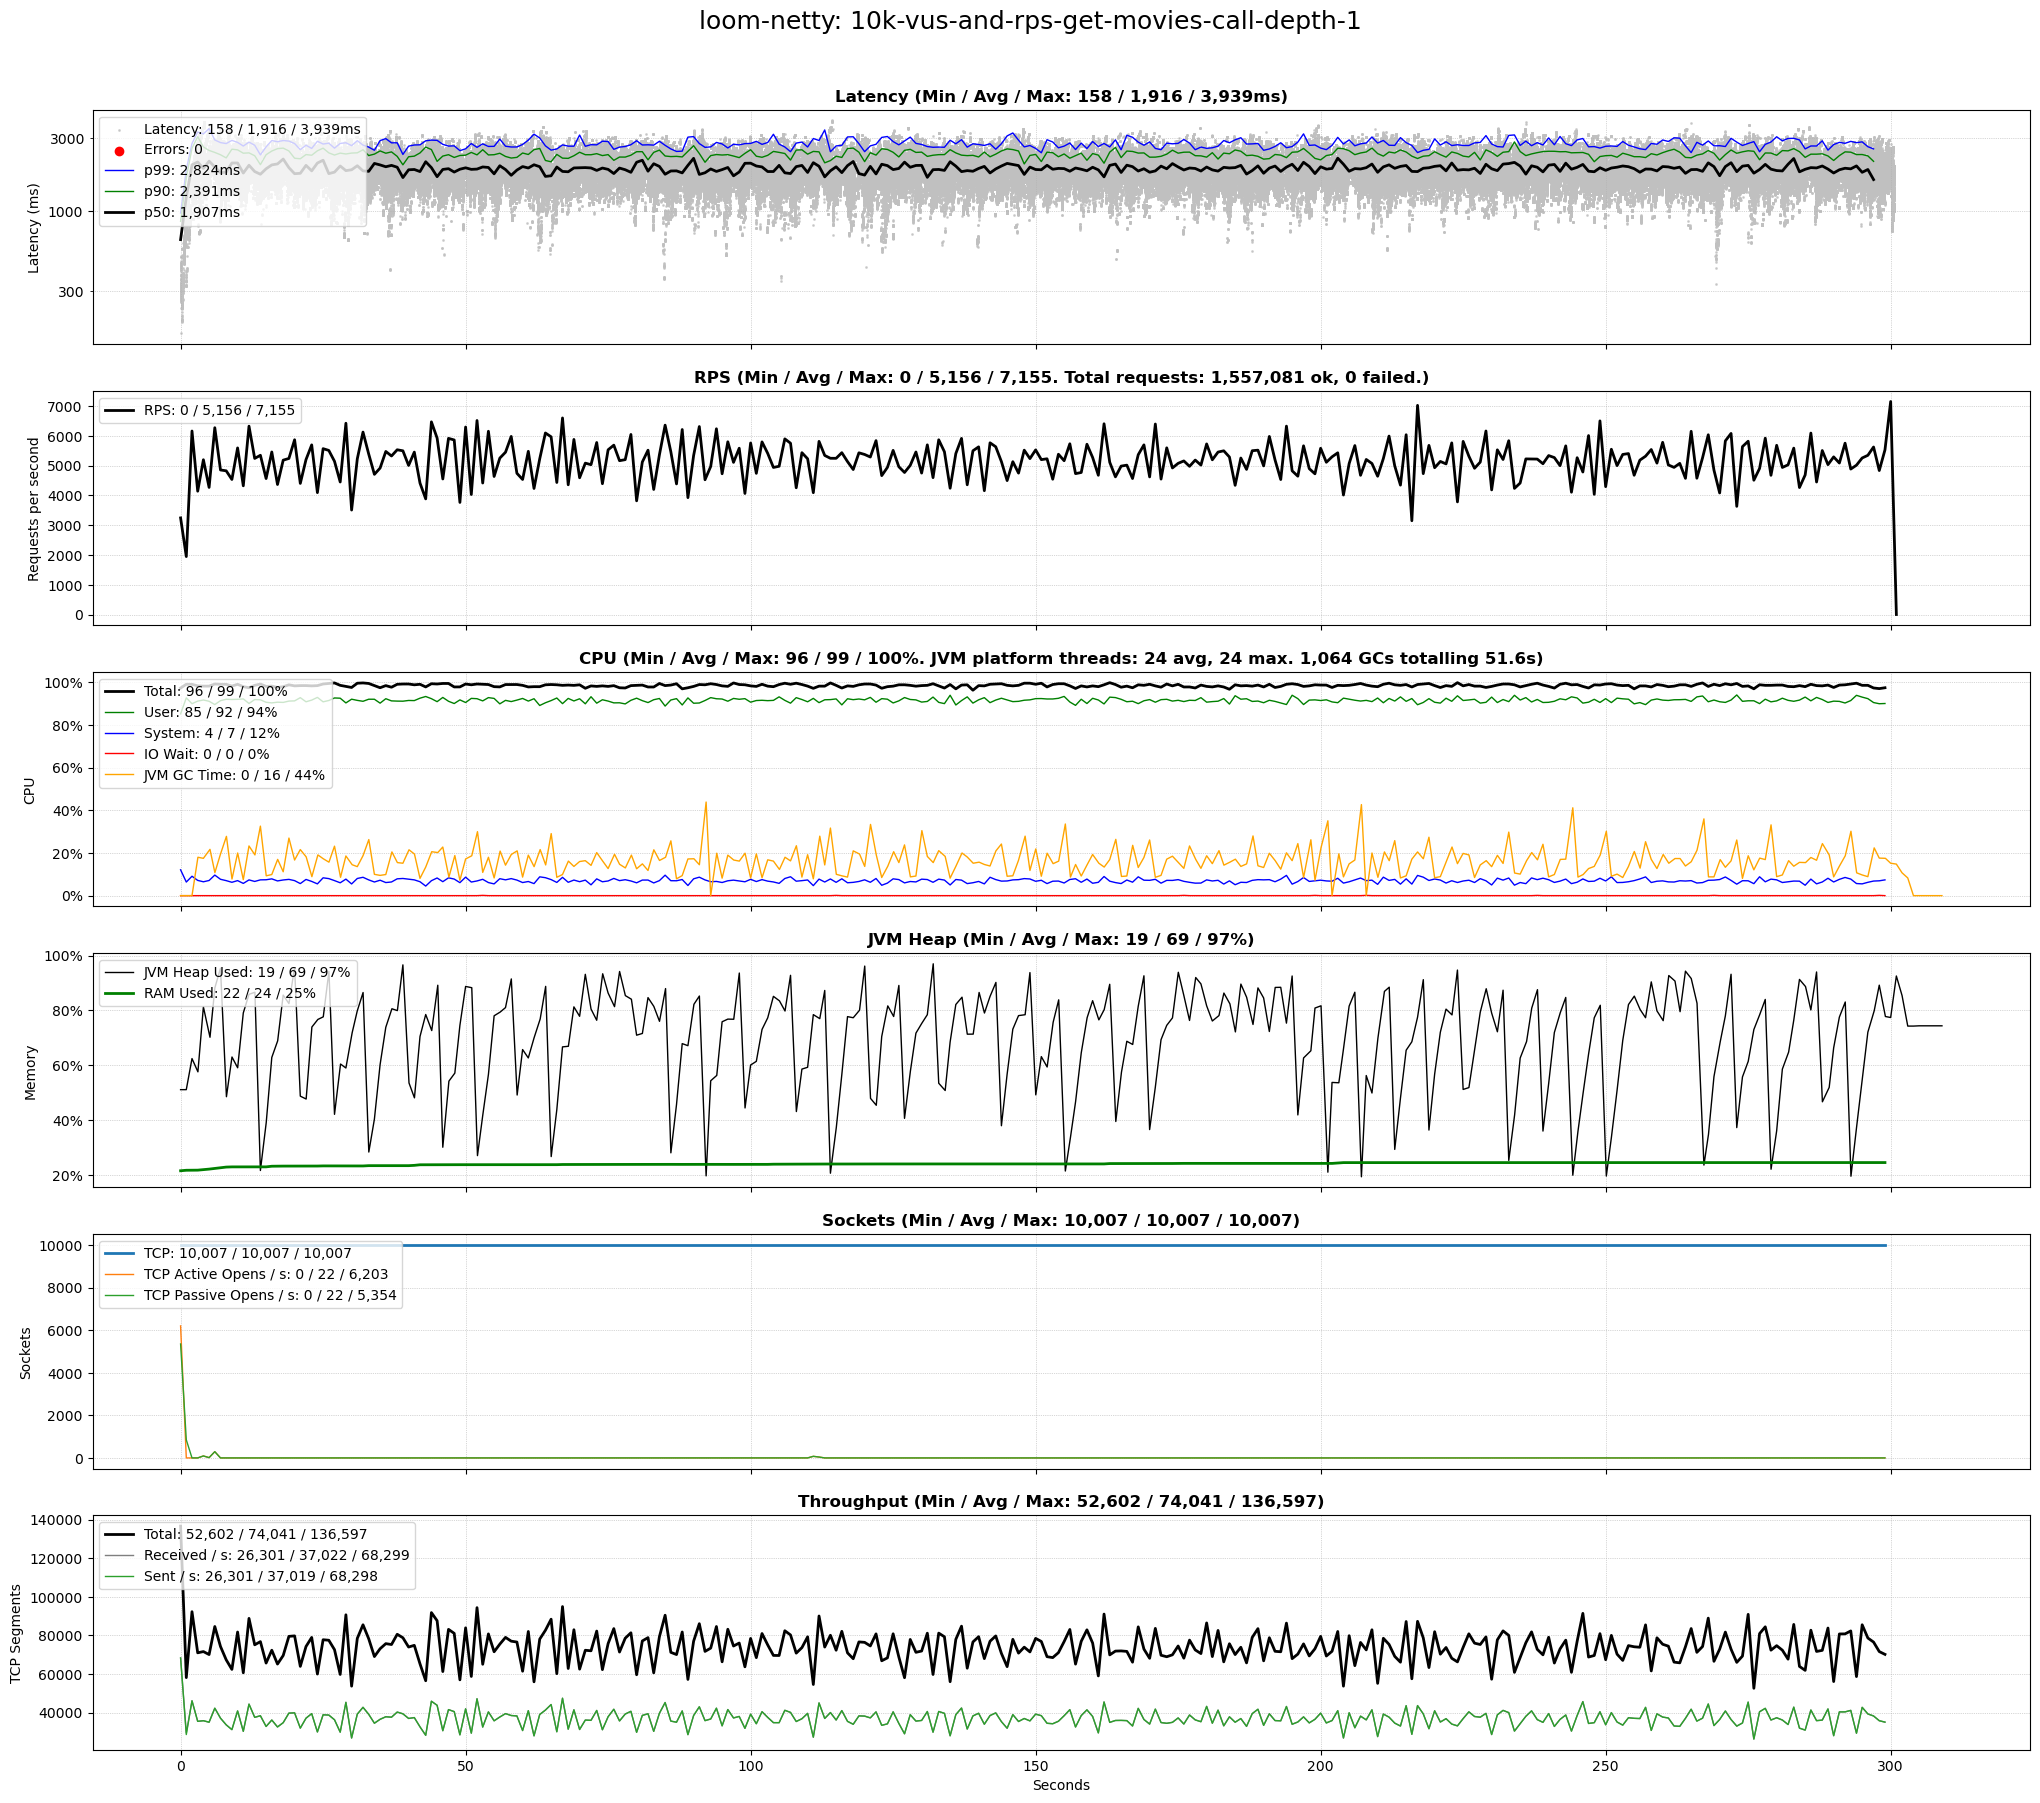 loom-netty: 10k-vus-and-rps-get-movies-call-depth-1
Latency (Min / Avg / Max: 158 / 1,916 / 3,939ms)
Latency (ms)
3000
1000
300
Latency: 158 / 1,916 / 3,939ms
Errors: 0
p99: 2,824ms
p90: 2,391ms
p50: 1,907ms
RPS (Min / Avg / Max: 0 / 5,156 / 7,155. Total requests: 1,557,081 ok, 0 failed.)
Requests per second
7000
6000
5000
4000
3000
2000
1000
0
RPS: 0 / 5,156 / 7,155
CPU (Min / Avg / Max: 96 / 99 / 100%. JVM platform threads: 24 avg, 24 max. 1,064 GCs totalling 51.6s)
CPU
100%
80%
60%
40%
20%
0%
Total: 96 / 99 / 100%
User: 85 / 92 / 94%
System: 4 / 7 / 12%
IO Wait: 0 / 0 / 0%
JVM GC Time: 0 / 16 / 44%
JVM Heap (Min / Avg / Max: 19 / 69 / 97%)
Memory
100%
80%
60%
40%
20%
JVM Heap Used: 19 / 69 / 97%
RAM Used: 22 / 24 / 25%
Sockets (Min / Avg / Max: 10,007 / 10,007 / 10,007)
Sockets
10000
8000
6000
4000
2000
0
TCP: 10,007 / 10,007 / 10,007
TCP Active Opens / s: 0 / 22 / 6,203
TCP Passive Opens / s: 0 / 22 / 5,354
Throughput (Min / Avg / Max: 52,602 / 74,041 / 136,597)
TCP Segments
140000
120000
100000
80000
60000
40000
Total: 52,602 / 74,041 / 136,597
Received / s: 26,301 / 37,022 / 68,299
Sent / s: 26,301 / 37,019 / 68,298
0 50 100 150 200 250 300
Seconds